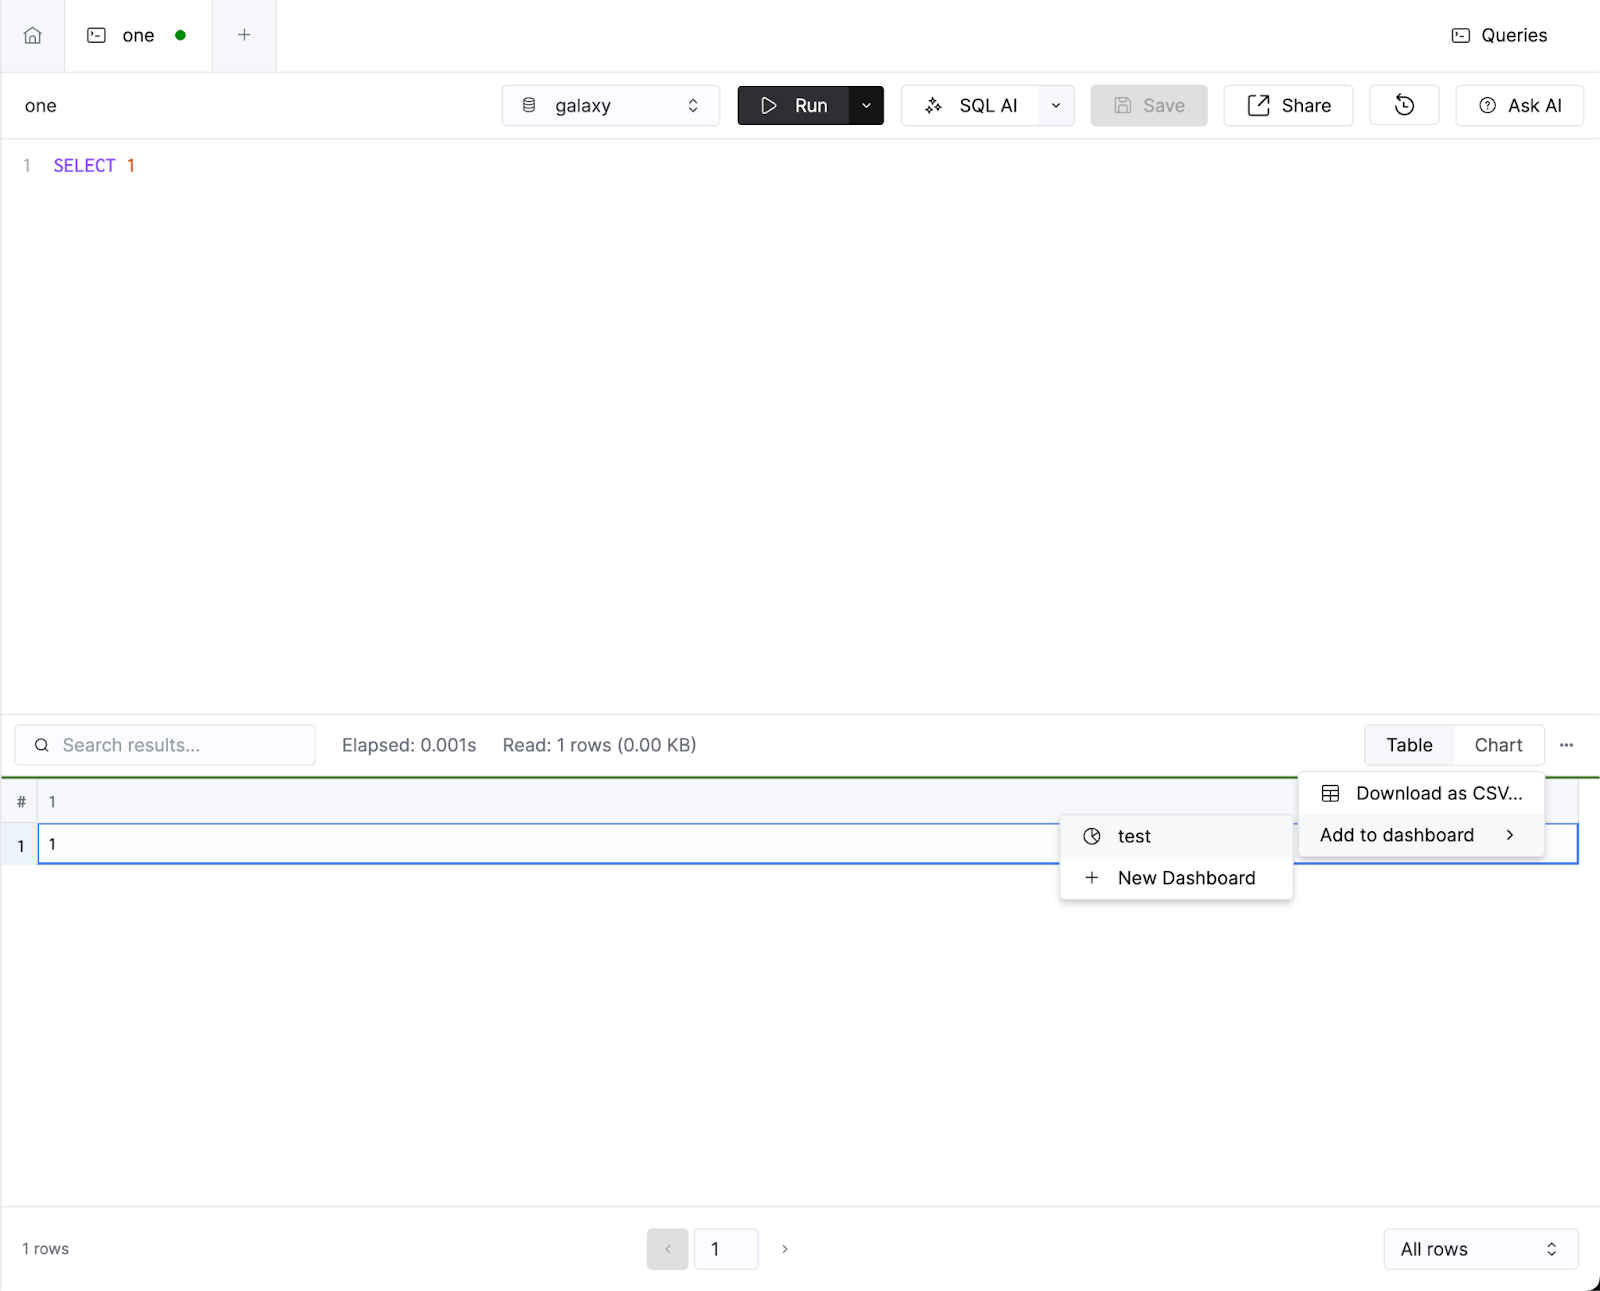 one
Queries
one
galaxy
Run
SQL AI
Save
Share
Ask AI
1 SELECT 1
Search results...
Elapsed: 0.001s
Read: 1 rows (0.00 KB)
Table
Chart
Download as CSV...
Add to dashboard
test
New Dashboard
# 1
1 1
1 rows
1
All rows